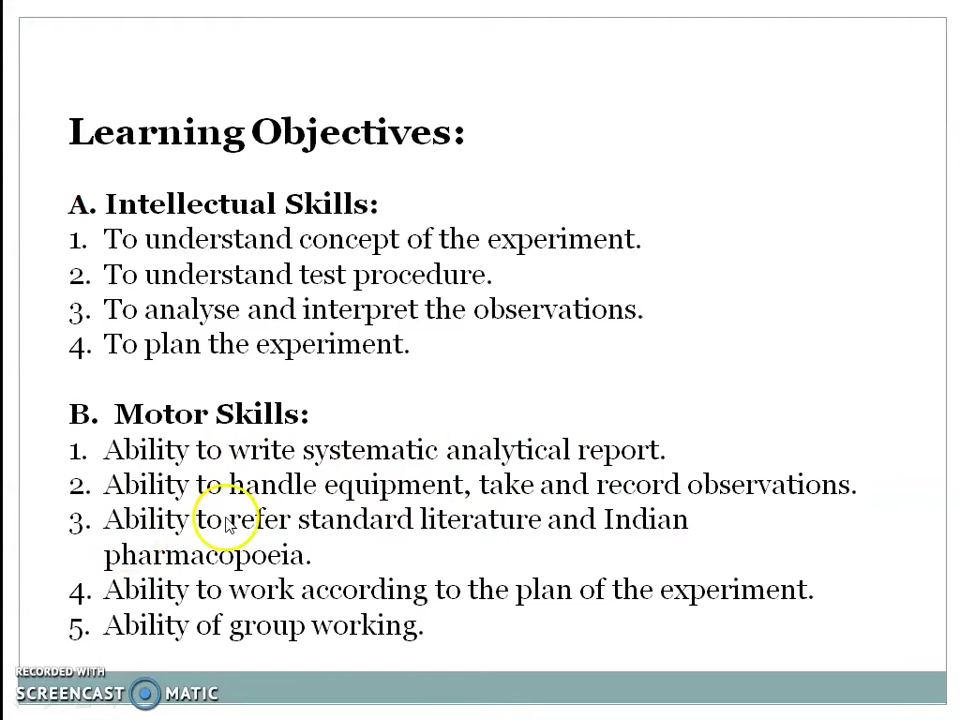 Learning Objectives:
A. Intellectual Skills:
1. To understand concept of the experiment.
2. To understand test procedure.
3. To analyse and interpret the observations.
4. To plan the experiment.
B. Motor Skills:
1. Ability to write systematic analytical report.
2. Ability to handle equipment, take and record observations.
3. Ability to refer standard literature and Indian
pharmacopoeia.
4. Ability to work according to the plan of the experiment.
5. Ability of group working.
RECORDED WITH
SCREENCAST MATIC